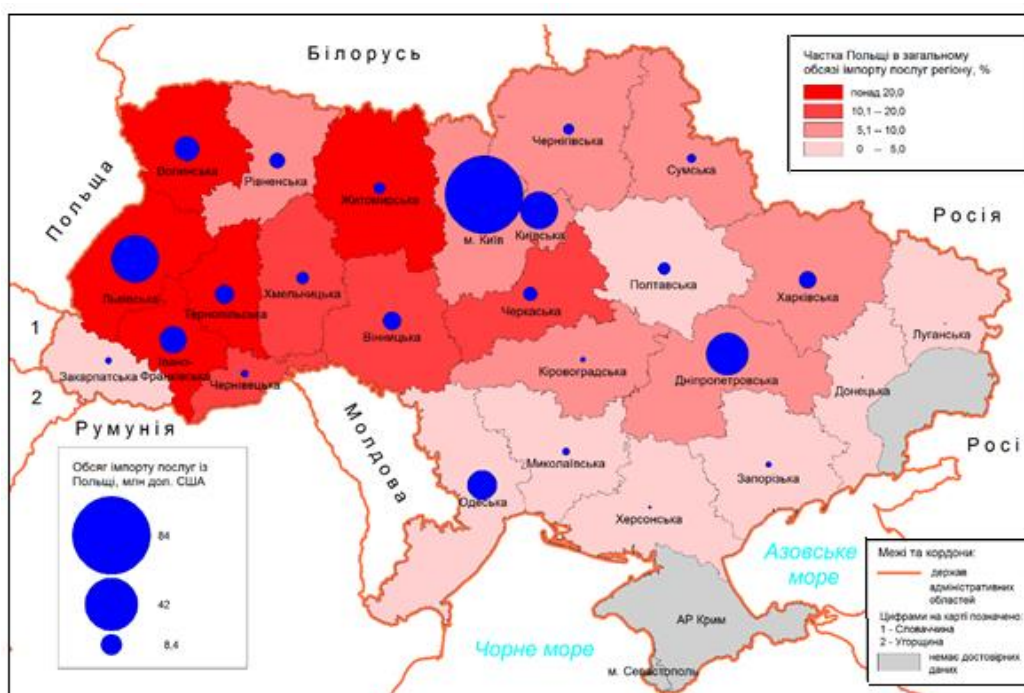 Білорусь
Частка Польщі в загальному
обсязі імпорту послуг регіону, %
понад 20,0
10,1 -- 20,0
5,1 -- 10,0
0 -- 5,0
Польща
Росія
Волинська
Рівненська
Житомирська
Чернігівська
Сумська
м. Київ
Київська
Львівська
Тернопільська
Хмельницька
Вінницька
Черкаська
Полтавська
Харківська
Луганська
1
Закарпатська
Івано-
Франківська
Чернівецька
Кіровоградська
Дніпропетровська
Донецька
2
Румунія
Молдова
Росі
Обсяг імпорту послуг із
Польщі, млн дол. США
84
42
8,4
Одеська
Миколаївська
Запорізька
Херсонська
Азовське
море
Чорне море
АР Крим
м. Севастополь
Межі та кордони:
держав
адміністративних
областей
Цифрами на карті позначено:
1 - Словаччина
2 - Угорщина
немає достовірних
даних